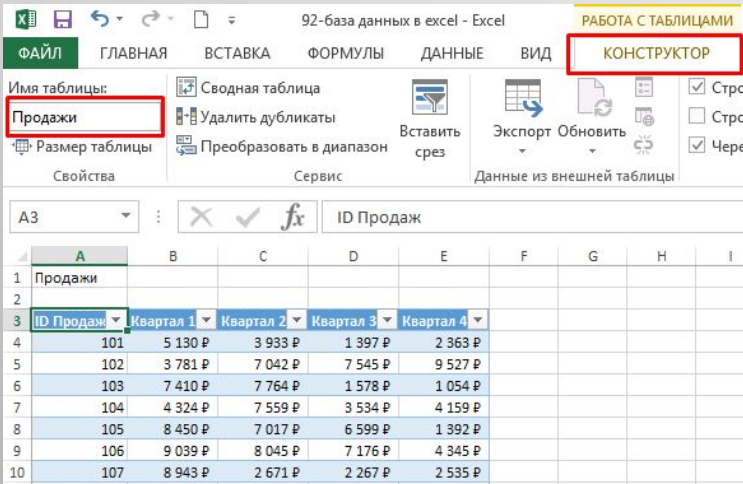 92-база данных в excel - Excel
РАБОТА С ТАБЛИЦАМИ
ФАЙЛ ГЛАВНАЯ ВСТАВКА ФОРМУЛЫ ДАННЫЕ ВИД КОНСТРУКТОР
Имя таблицы:
Продажи
Размер таблицы
Свойства
Сводная таблица
Удалить дубликаты
Преобразовать в диапазон
Вставить
срез
Сервис
Экспорт Обновить
Данные из внешней таблицы
Стро
Стро
Чере
A3 fx ID Продаж
A B C D E F G H I
1 Продажи
2
3 ID Продаж Квартал 1 Квартал 2 Квартал 3 Квартал 4
4 101 5 130 ₽ 3 933 ₽ 1 397 ₽ 2 363 ₽
5 102 3 781 ₽ 7 042 ₽ 7 545 ₽ 9 527 ₽
6 103 7 410 ₽ 7 764 ₽ 1 578 ₽ 1 054 ₽
7 104 4 324 ₽ 7 559 ₽ 3 534 ₽ 4 159 ₽
8 105 8 450 ₽ 7 017 ₽ 6 599 ₽ 1 392 ₽
9 106 9 039 ₽ 8 045 ₽ 7 176 ₽ 4 345 ₽
10 107 8 943 ₽ 2 671 ₽ 2 267 ₽ 2 535 ₽